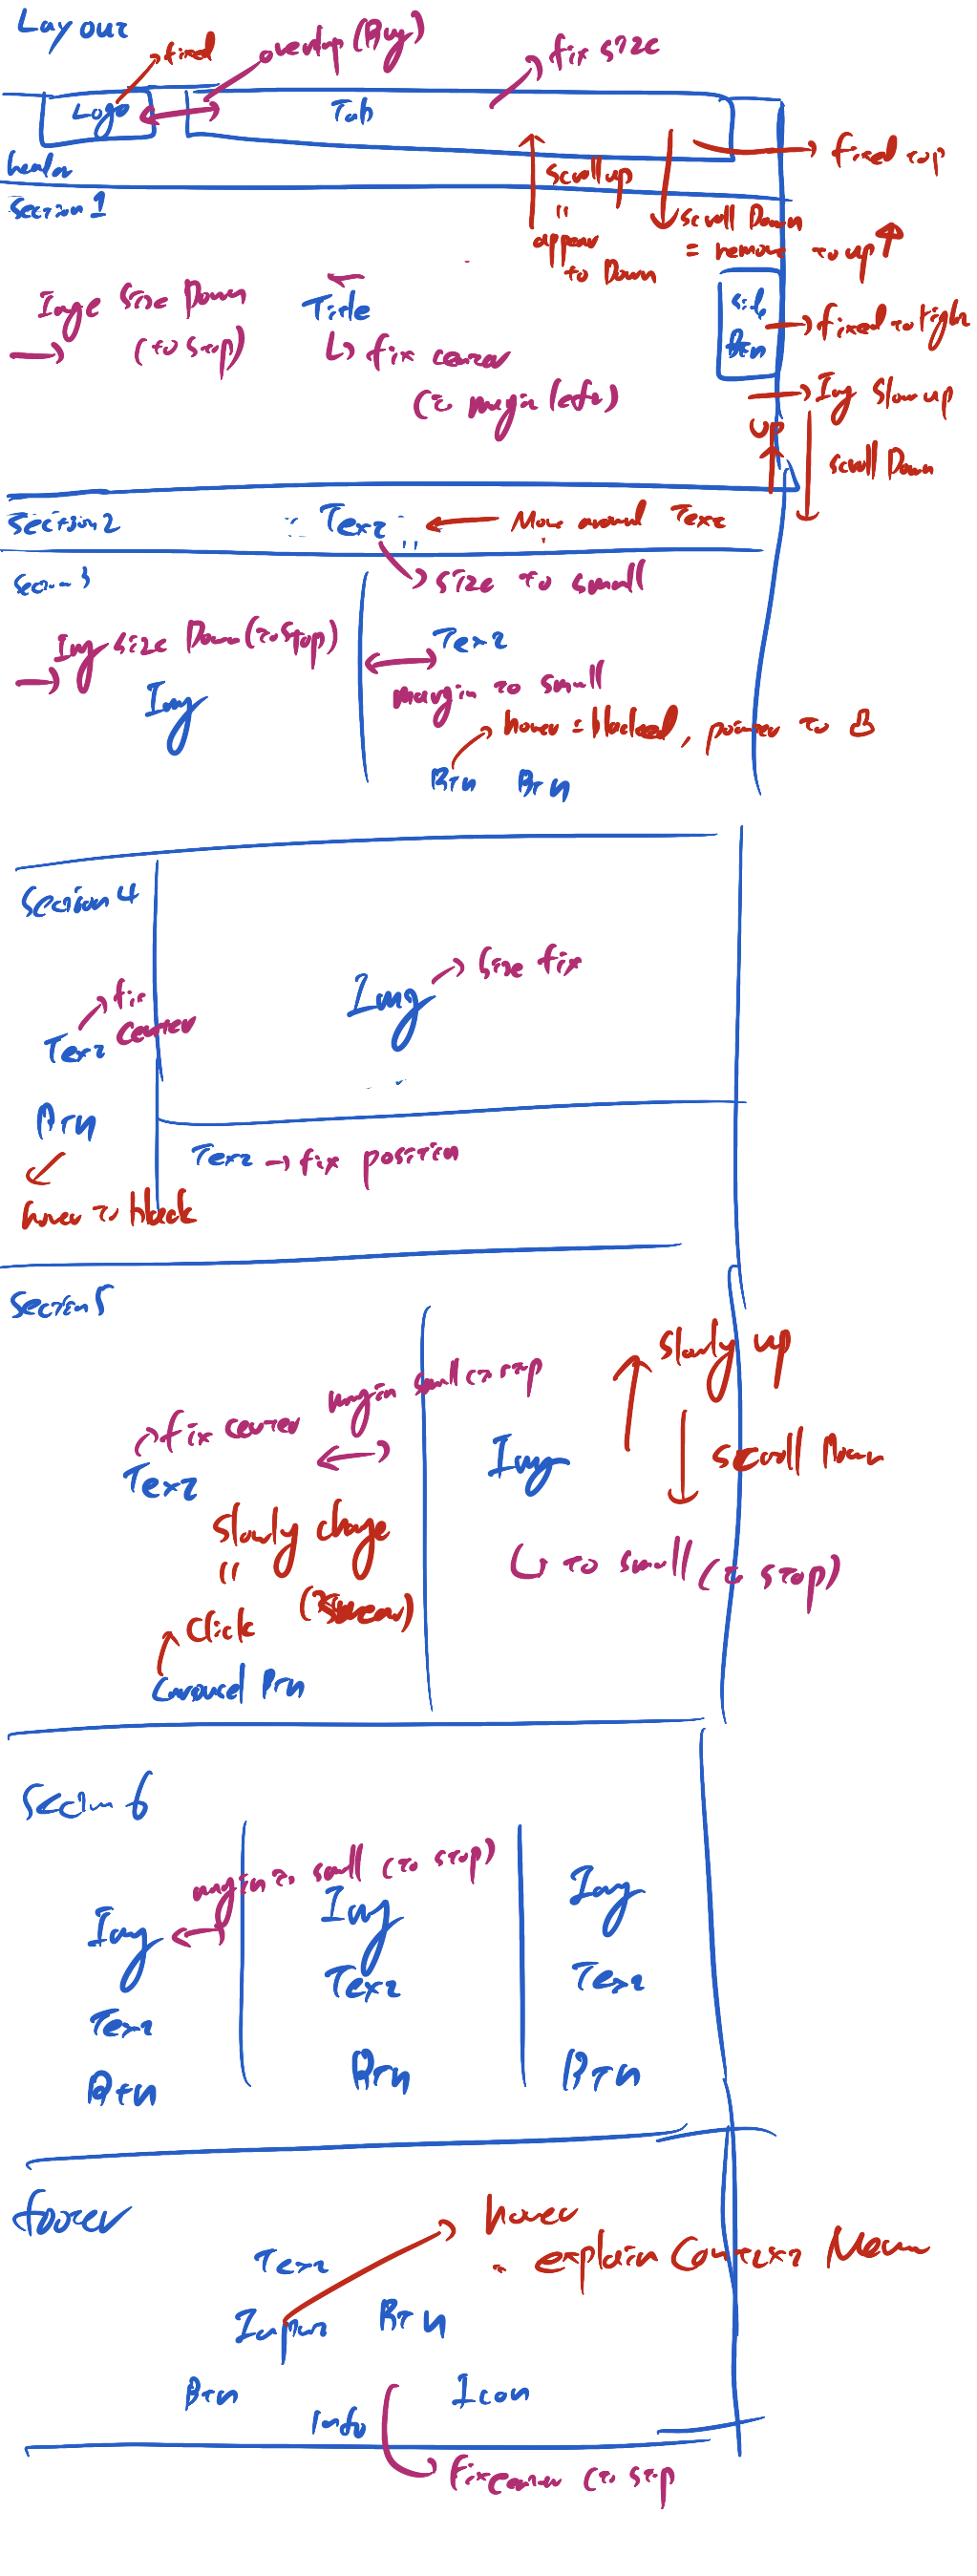 Layout
fixed
overlap (Bug)
fix size
Logo
Tab
header
fixed top
Scroll up
"
appear
to Down
scroll Down
= remove to up
Section 1
Image Size Down
(to stop)
Title
fix center
(to margin left)
side
Btn
fixed to right
Img Slow up
up
scroll Down
Section 2
Text
Move around Text
size to small
Section 3
Img size Down (to stop)
Img
Text
margin to small
hover = blacked, pointer to
Btn Btn
Section 4
Img
size fix
fix
center
Text
Btn
hover to black
Text
fix position
Section 5
slowly up
margin small to stop
fix center
Text
Img
scroll Down
slowly change
"
to small (to stop)
click
Carousel Btn
Section 6
margin to small (to stop)
Img
Img
Img
Text
Text
Text
Btn
Btn
Btn
footer
hover
explain Context Menu
Text
Input
Btn
Btn
Info
Icon
fix center (to stop